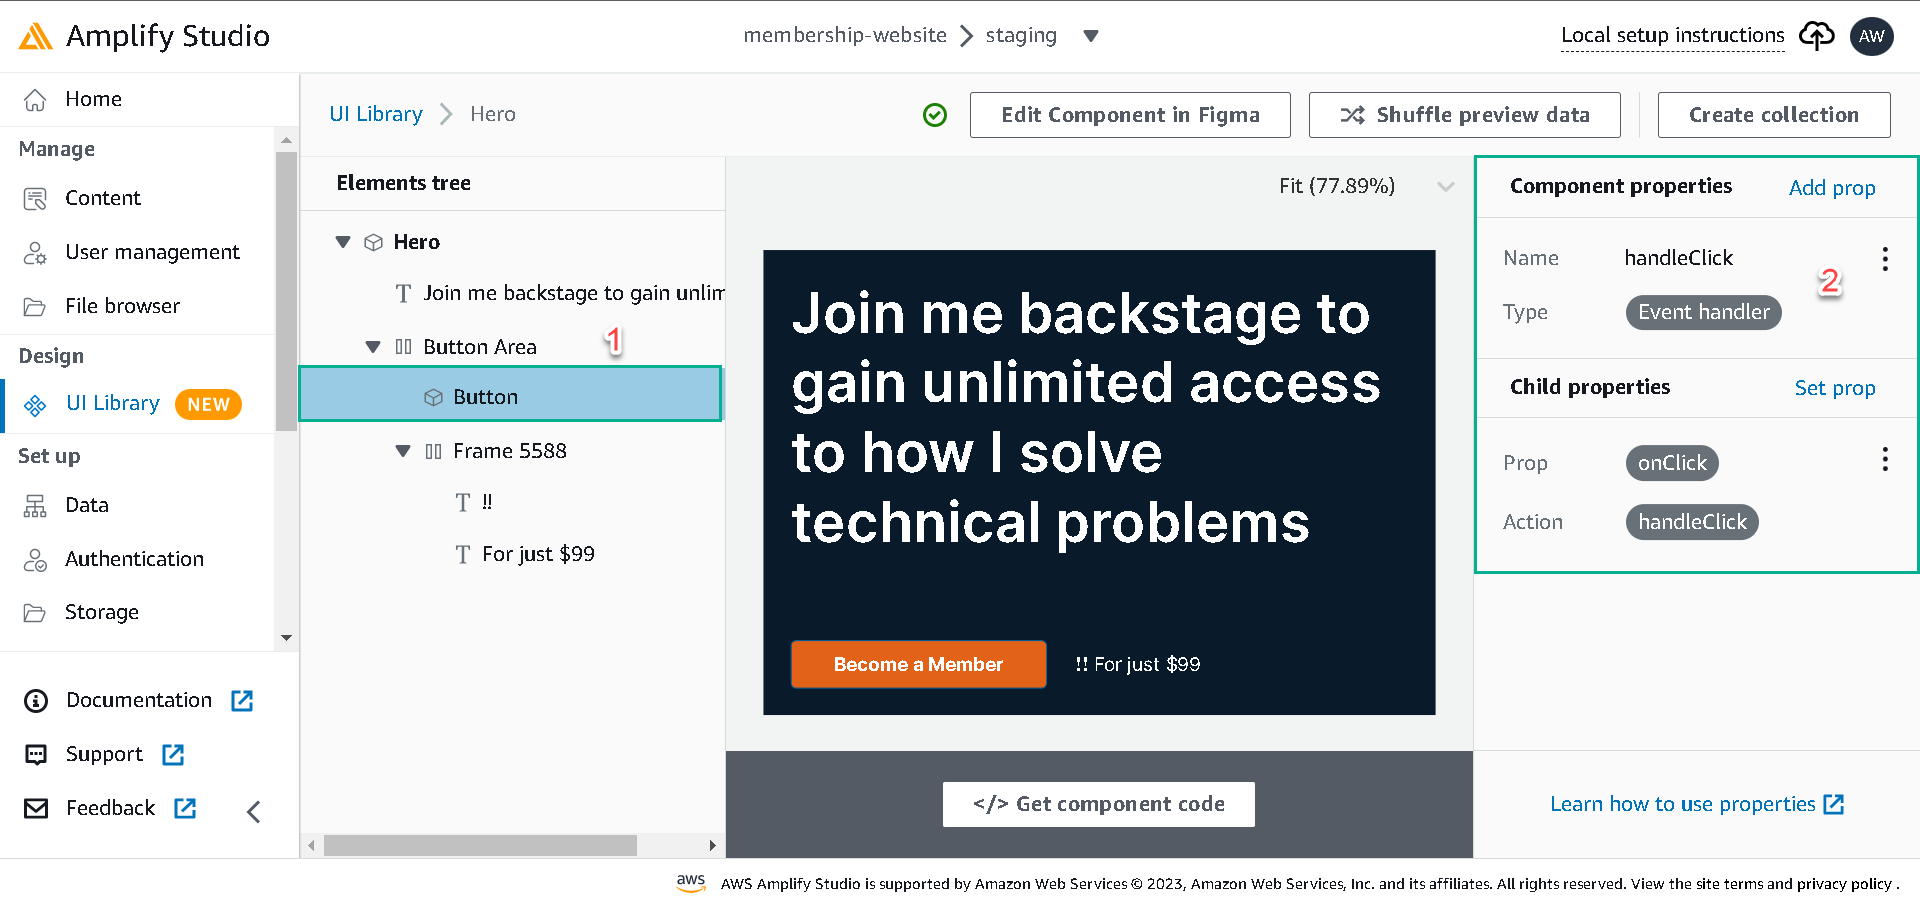 Amplify Studio
membership-website staging
Local setup instructions
AW
Home
Manage
Content
User management
File browser
Design
UI Library NEW
Set up
Data
Authentication
Storage
Documentation
Support
Feedback
UI Library Hero
Edit Component in Figma
Shuffle preview data
Create collection
Elements tree
Hero
T Join me backstage to gain unlim
Button Area
1
Button
Frame 5588
T !!
T For just $99
Fit (77.89%)
Join me backstage to
gain unlimited access
to how I solve
technical problems
Become a Member
!! For just $99
</> Get component code
Component properties Add prop
Name handleClick
2
Type Event handler
Child properties Set prop
Prop onClick
Action handleClick
Learn how to use properties
aws AWS Amplify Studio is supported by Amazon Web Services © 2023, Amazon Web Services, Inc. and its affiliates. All rights reserved. View the site terms and privacy policy .